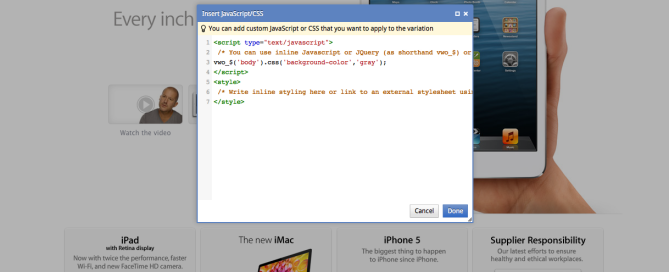 Every inch
Insert JavaScript/CSS
You can add custom JavaScript or CSS that you want to apply to the variation
1 <script type="text/javascript">
2 /* You can use inline Javascript or JQuery (as shorthand vwo_$) or
3 vwo_$('body').css('background-color','gray');
4 </script>
5 <style>
6 /* Write inline styling here or link to an external stylesheet usi
7 </style>
Watch the video
Cancel Done
iPad
with Retina display
Now with twice the performance, faster
Wi-Fi, and new FaceTime HD camera.
The new iMac
iPhone 5
The biggest thing to happen
to iPhone since iPhone.
Supplier Responsibility
Our latest efforts to ensure
healthy and ethical workplaces.